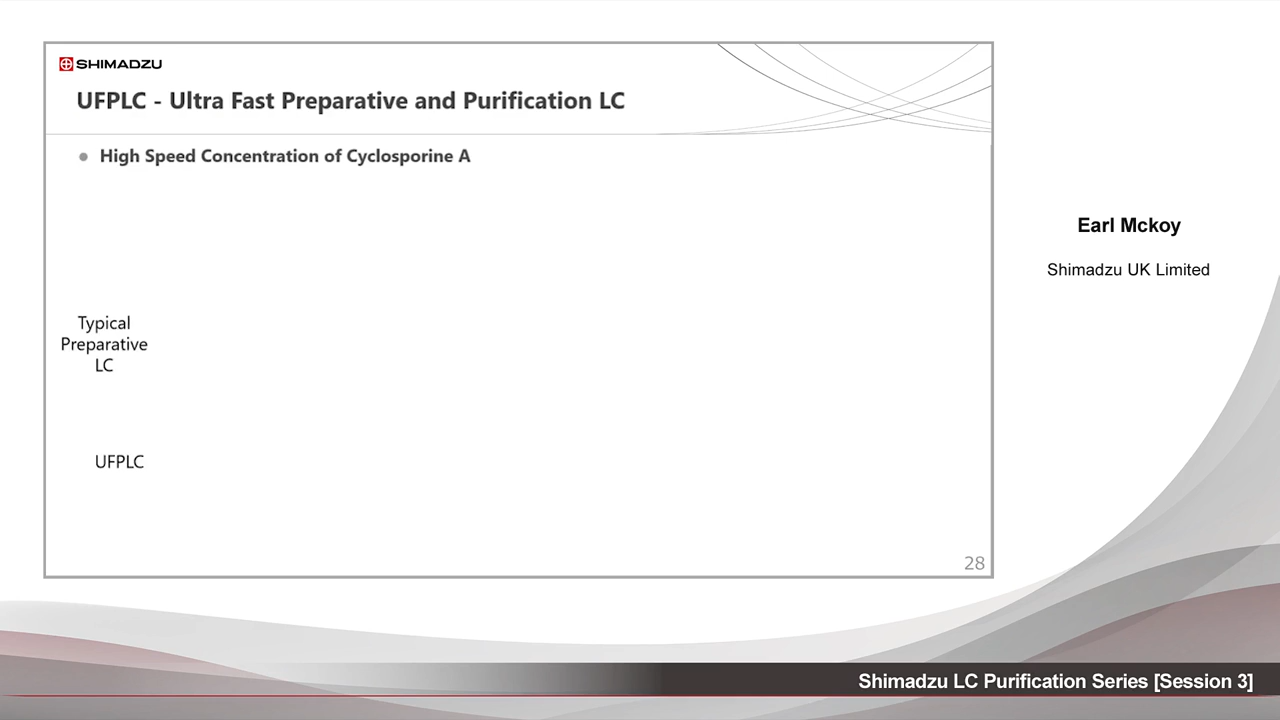 SHIMADZU
UFPLC - Ultra Fast Preparative and Purification LC
High Speed Concentration of Cyclosporine A
Typical
Preparative
LC
UFPLC
28
Earl Mckoy
Shimadzu UK Limited
Shimadzu LC Purification Series [Session 3]